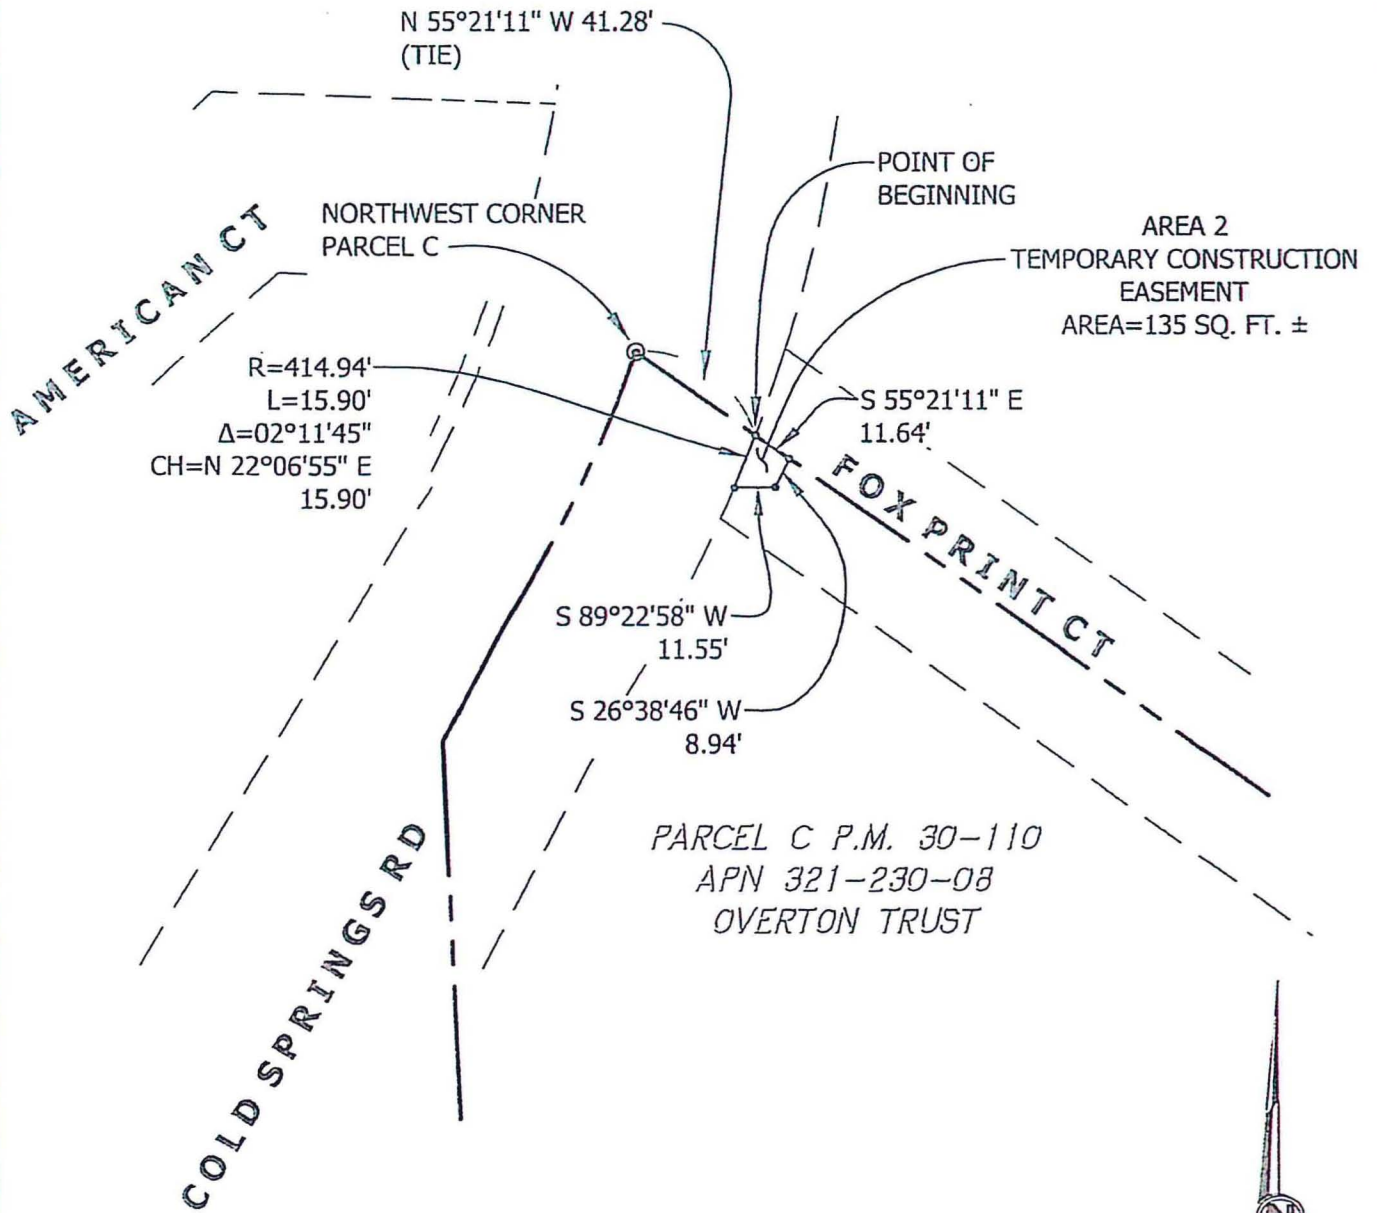 N 55°21'11" W 41.28'
(TIE)
POINT OF
BEGINNING
NORTHWEST CORNER
PARCEL C
AREA 2
TEMPORARY CONSTRUCTION
EASEMENT
AREA=135 SQ. FT. ±
AMERICAN CT
R=414.94'
L=15.90'
Δ=02°11'45"
CH=N 22°06'55" E
15.90'
S 55°21'11" E
11.64'
FOX PRINT CT
S 89°22'58" W
11.55'
S 26°38'46" W
8.94'
PARCEL C P.M. 30-110
APN 321-230-08
OVERTON TRUST
COLD SPRINGS RD
N